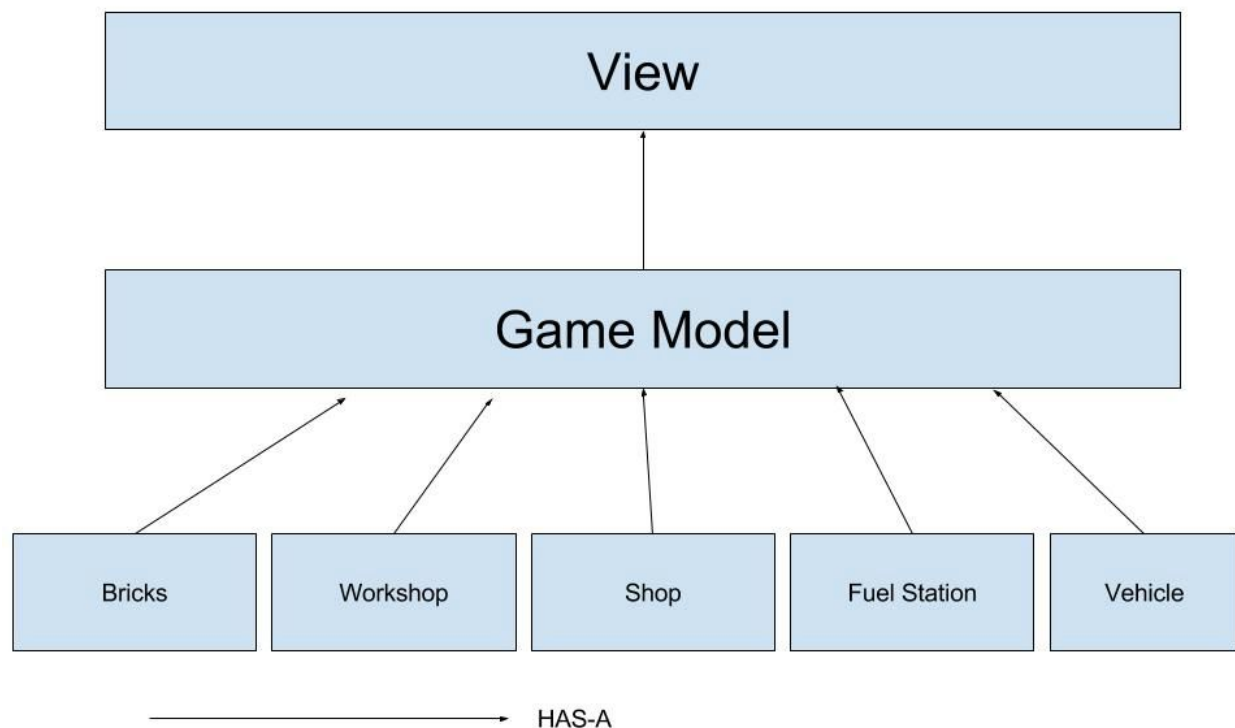 View
Game Model
Bricks
Workshop
Shop
Fuel Station
Vehicle
HAS-A